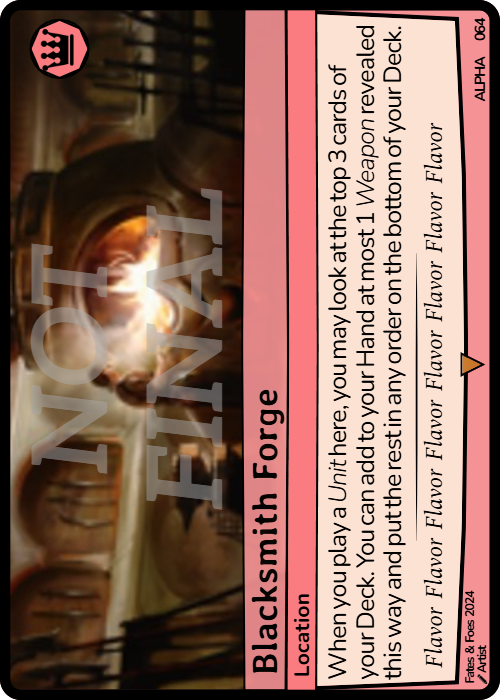 NOT
FINAL
Blacksmith Forge
Location
When you play a Unit here, you may look at the top 3 cards of
your Deck. You can add to your Hand at most 1 Weapon revealed
this way and put the rest in any order on the bottom of your Deck.
Flavor Flavor Flavor Flavor Flavor Flavor Flavor Flavor Flavor
Fates & Foes 2024
Artist
ALPHA 064